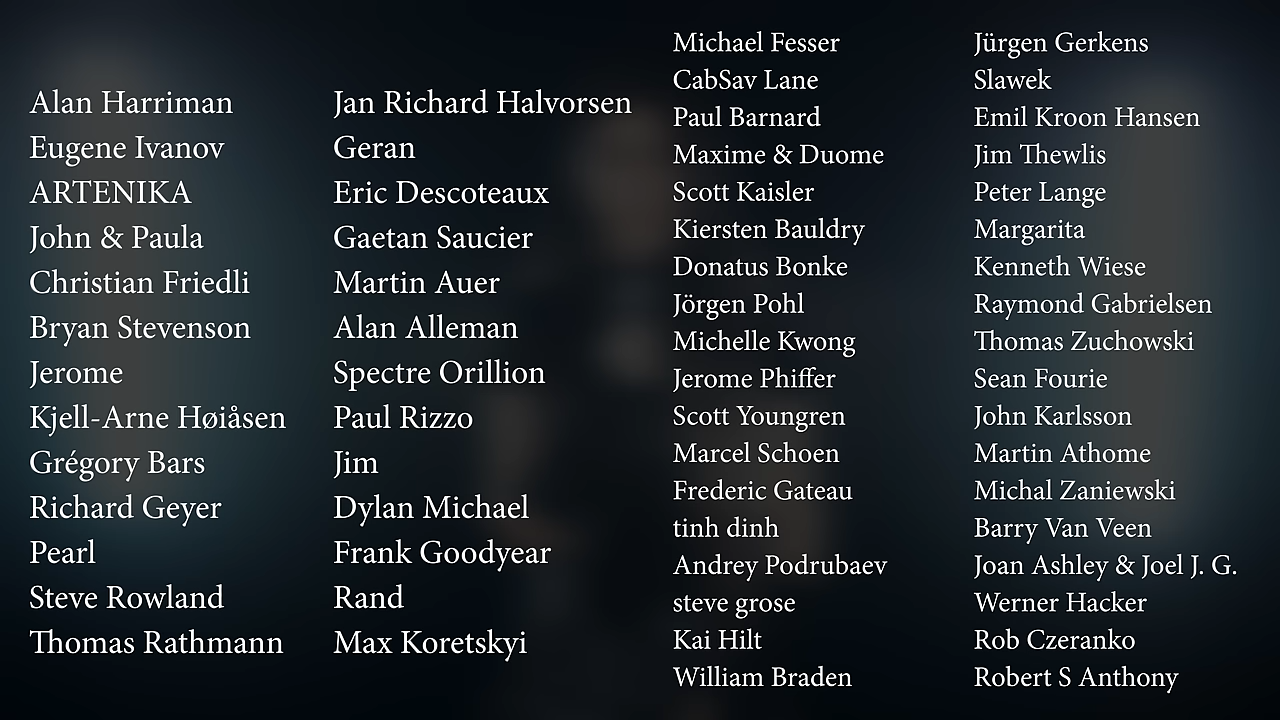 Alan Harriman
Eugene Ivanov
ARTENIKA
John & Paula
Christian Friedli
Bryan Stevenson
Jerome
Kjell-Arne Høiåsen
Grégory Bars
Richard Geyer
Pearl
Steve Rowland
Thomas Rathmann
Jan Richard Halvorsen
Geran
Eric Descoteaux
Gaetan Saucier
Martin Auer
Alan Alleman
Spectre Orillion
Paul Rizzo
Jim
Dylan Michael
Frank Goodyear
Rand
Max Koretskyi
Michael Fesser
CabSav Lane
Paul Barnard
Maxime & Duome
Scott Kaisler
Kiersten Bauldry
Donatus Bonke
Jörgen Pohl
Michelle Kwong
Jerome Phiffer
Scott Youngren
Marcel Schoen
Frederic Gateau
tinh dinh
Andrey Podrubaev
steve grose
Kai Hilt
William Braden
Jürgen Gerkens
Slawek
Emil Kroon Hansen
Jim Thewlis
Peter Lange
Margarita
Kenneth Wiese
Raymond Gabrielsen
Thomas Zuchowski
Sean Fourie
John Karlsson
Martin Athome
Michal Zaniewski
Barry Van Veen
Joan Ashley & Joel J. G.
Werner Hacker
Rob Czeranko
Robert S Anthony